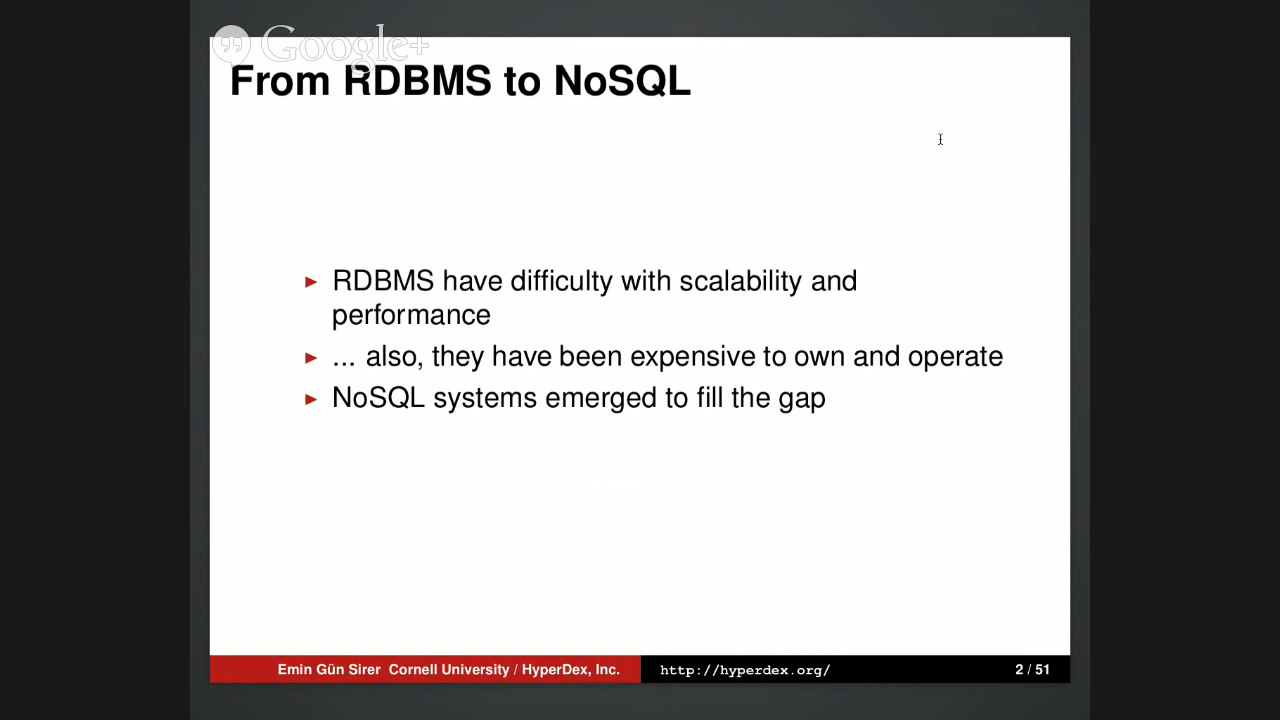 Google+
From RDBMS to NoSQL
► RDBMS have difficulty with scalability and
performance
► ... also, they have been expensive to own and operate
► NoSQL systems emerged to fill the gap
Emin Gün Sirer Cornell University / HyperDex, Inc. http://hyperdex.org/ 2 / 51